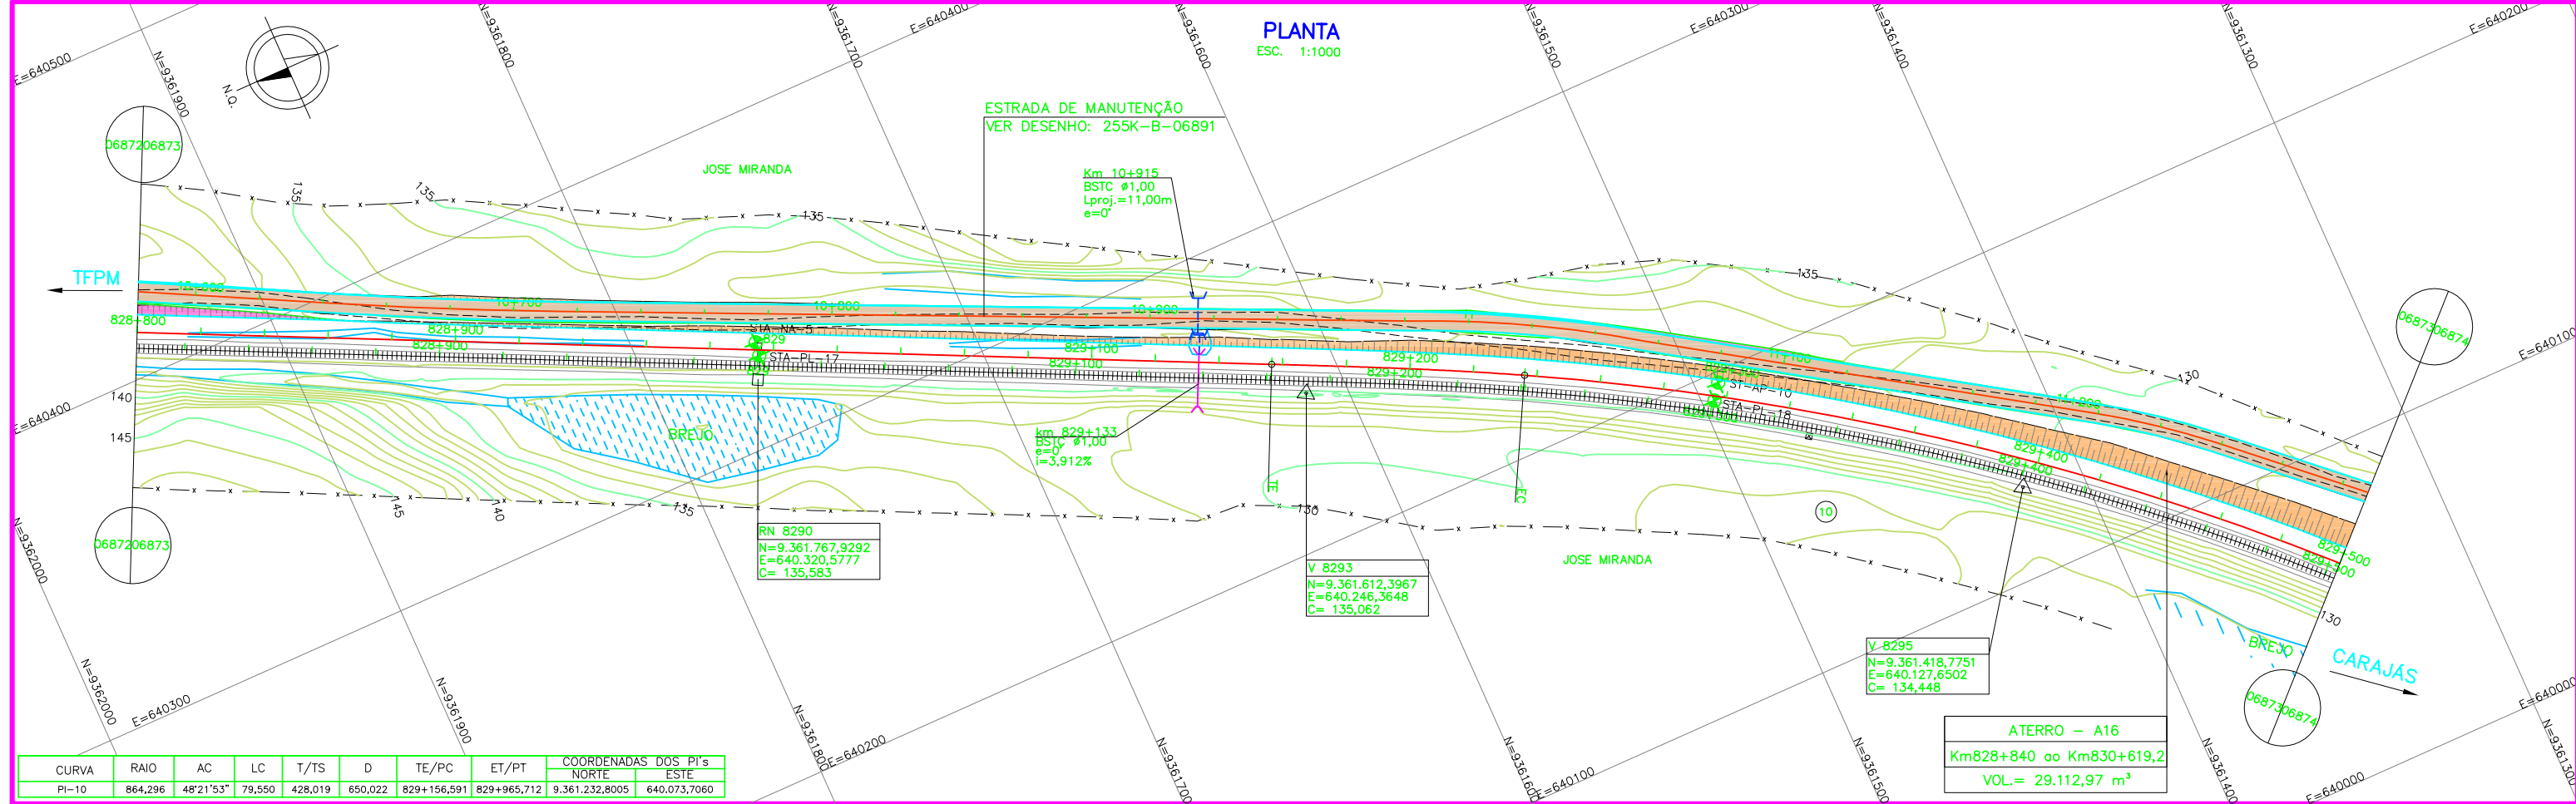 PLANTA
ESC. 1:1000
E=640500
N=9361900
N=9361800
E=640400
N=9361700
N=9361600
N=9361500
E=640300
N=9361400
N=9361300
E=640200
N.Q.
0687206873
ESTRADA DE MANUTENÇÃO
VER DESENHO: 255K-B-06891
JOSE MIRANDA
Km 10+915
BSTC ø1,00
Lproj.=11,00m
e=0°
135
135
135
135
130
TFPM
10+700
10+800
10+900
11+100
828+800
828+900
828+900
STA-NA-5
829
STA-PL-17
829
829+100
829+100
829+200
829+200
ST-AP-10
STA-PL-18
829+400
829+400
829+500
829+500
0687306874
E=640100
140
145
E=640400
BREJO
km 829+133
BSTC ø1,00
e=0°
i=3,912%
TE
EC
145
140
135
130
10
0687206873
RN 8290
N=9.361.767,9292
E=640.320,5777
C= 135,583
V 8293
N=9.361.612,3967
E=640.246,3648
C= 135,062
JOSE MIRANDA
V 8295
N=9.361.418,7751
E=640.127,6502
C= 134,448
130
BREJO
CARAJÁS
0687306874
ATERRO - A16
Km828+840 ao Km830+619,2
VOL.= 29.112,97 m³
N=9362000
N=9362000
E=640300
N=9361900
N=9361800
E=640200
N=9361700
N=9361600
E=640100
N=9361500
N=9361400
E=640000
E=640000
N=9361300
CURVA RAIO AC LC T/TS D TE/PC ET/PT COORDENADAS DOS PI's
NORTE ESTE
PI-10 864,296 48°21'53" 79,550 428,019 650,022 829+156,591 829+965,712 9.361.232,8005 640.073,7060